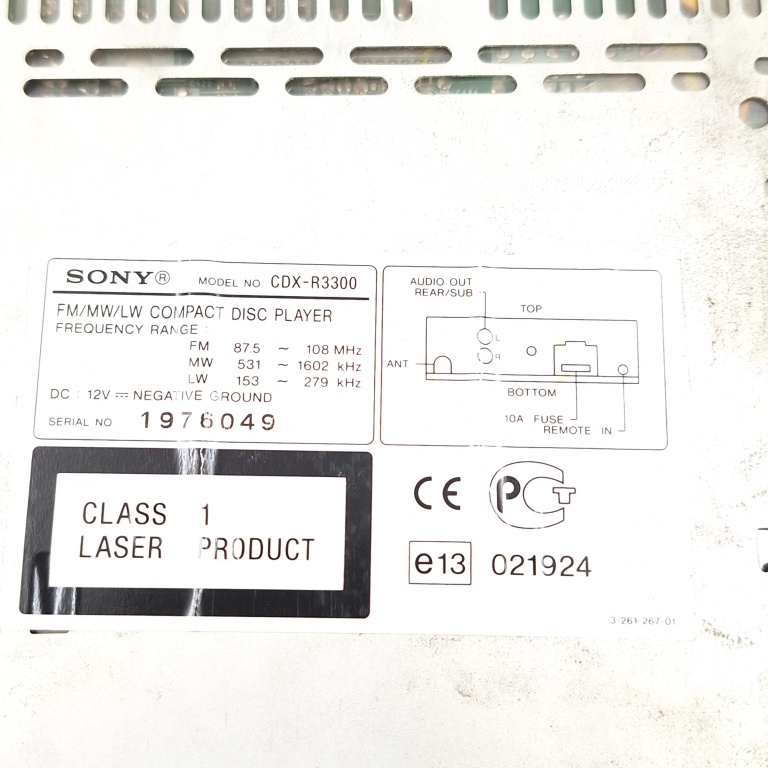 SONY® MODEL NO. CDX-R3300
FM/MW/LW COMPACT DISC PLAYER
FREQUENCY RANGE :
FM 87.5 ~ 108 MHz
MW 531 ~ 1602 kHz
LW 153 ~ 279 kHz
DC : 12V ⎓ NEGATIVE GROUND
SERIAL NO 1976049
AUDIO OUT
REAR/SUB
TOP
L
R
ANT
BOTTOM
10A FUSE
REMOTE IN
CLASS 1
LASER PRODUCT
CE PCT
e13 021924
3-261-267-01